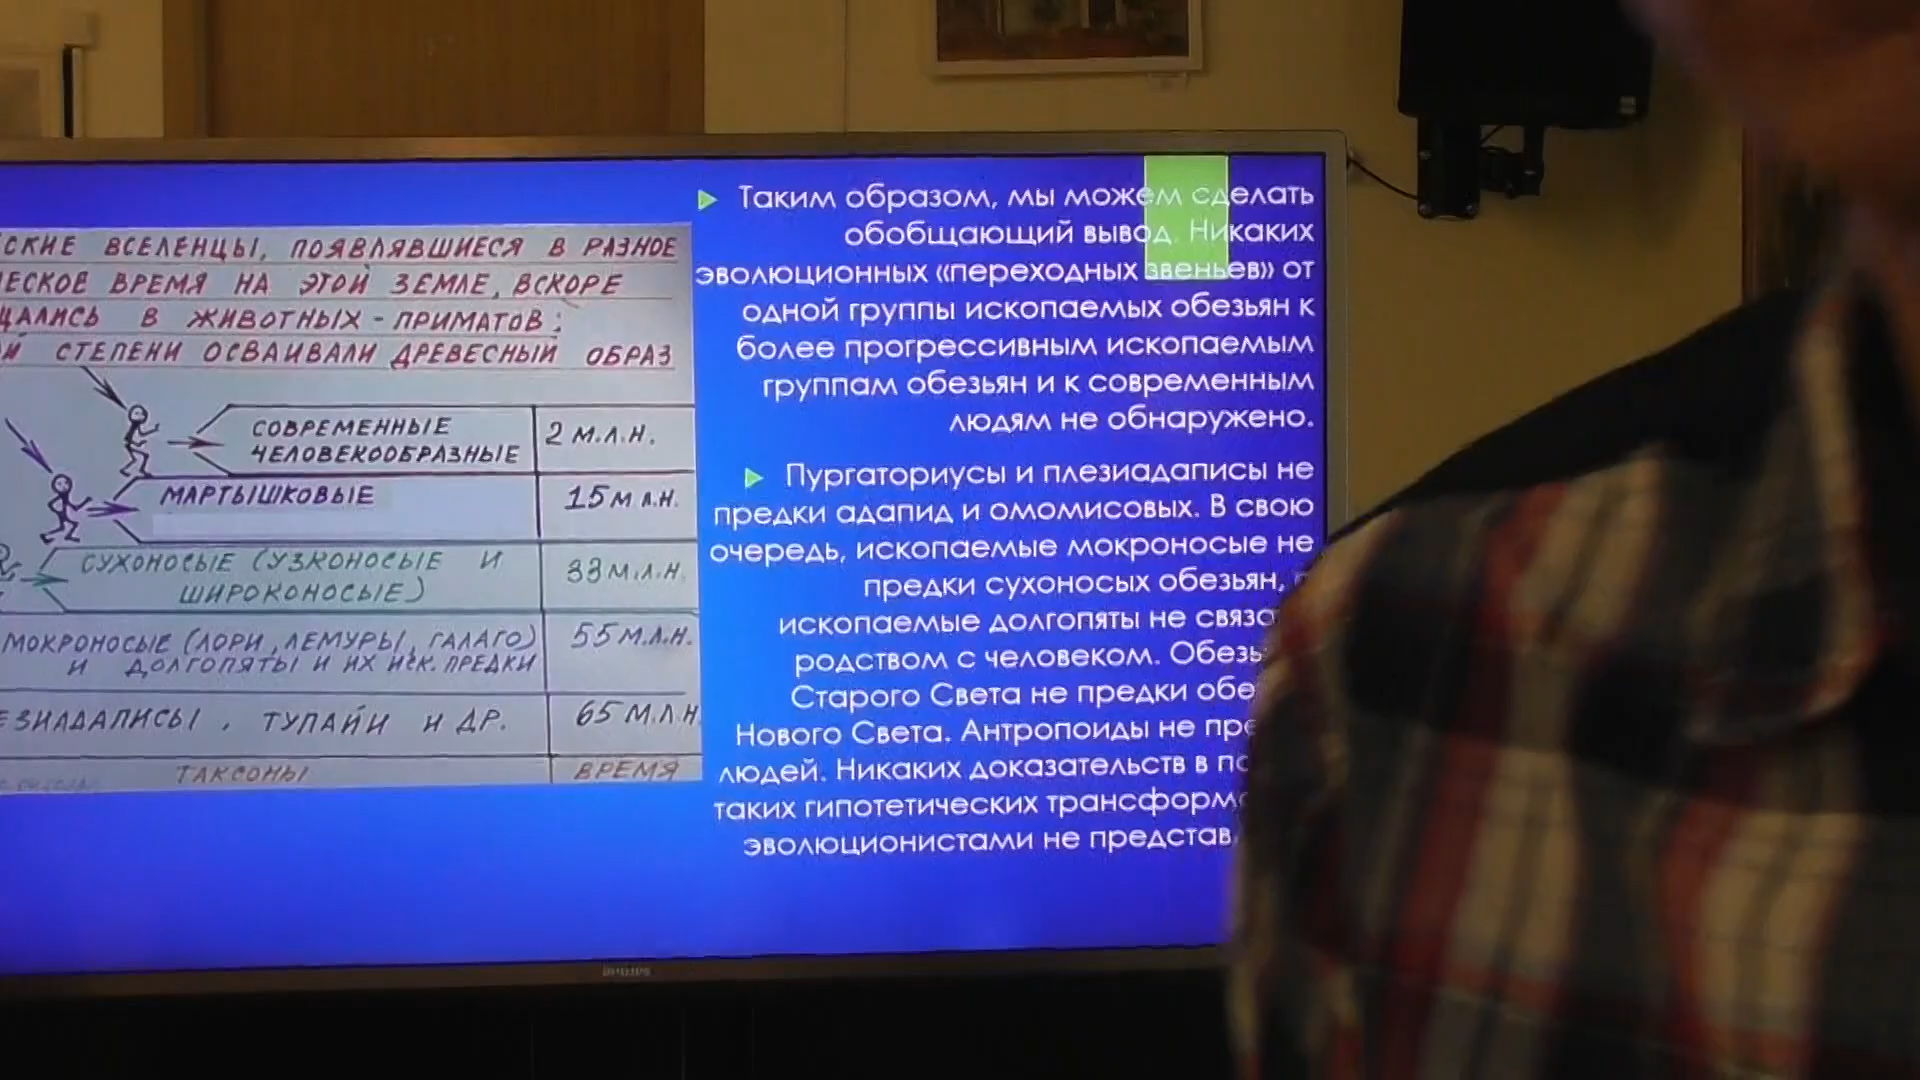 СКИЕ ВСЕЛЕНЦЫ, ПОЯВЛЯВШИЕСЯ В РАЗНОЕ
ЕСКОЕ ВРЕМЯ НА ЭТОЙ ЗЕМЛЕ, ВСКОРЕ
ЩАЛИСЬ В ЖИВОТНЫХ - ПРИМАТОВ;
Й СТЕПЕНИ ОСВАИВАЛИ ДРЕВЕСНЫЙ ОБРАЗ
СОВРЕМЕННЫЕ
ЧЕЛОВЕКООБРАЗНЫЕ
2 М.Л.Н.
МАРТЫШКОВЫЕ
15 М Л.Н.
СУХОНОСЫЕ (УЗКОНОСЫЕ И
ШИРОКОНОСЫЕ)
33 М.Л.Н.
МОКРОНОСЫЕ (ЛОРИ, ЛЕМУРЫ, ГАЛАГО)
И ДОЛГОПЯТЫ И ИХ ИСК. ПРЕДКИ
55 М.Л.Н.
ЕЗИАДАПИСЫ, ТУПАЙИ И ДР.
65 М.Л.Н.
ТАКСОНЫ
ВРЕМЯ
Таким образом, мы можем сделать
обобщающий вывод. Никаких
эволюционных «переходных звеньев» от
одной группы ископаемых обезьян к
более прогрессивным ископаемым
группам обезьян и к современным
людям не обнаружено.
Пургаториусы и плезиадаписы не
предки адапид и омомисовых. В свою
очередь, ископаемые мокроносые не
предки сухоносых обезьян,
ископаемые долгопяты не связа
родством с человеком. Обезь
Старого Света не предки обе
Нового Света. Антропоиды не пре
людей. Никаких доказательств в по
таких гипотетических трансформа
эволюционистами не представ
PHILIPS